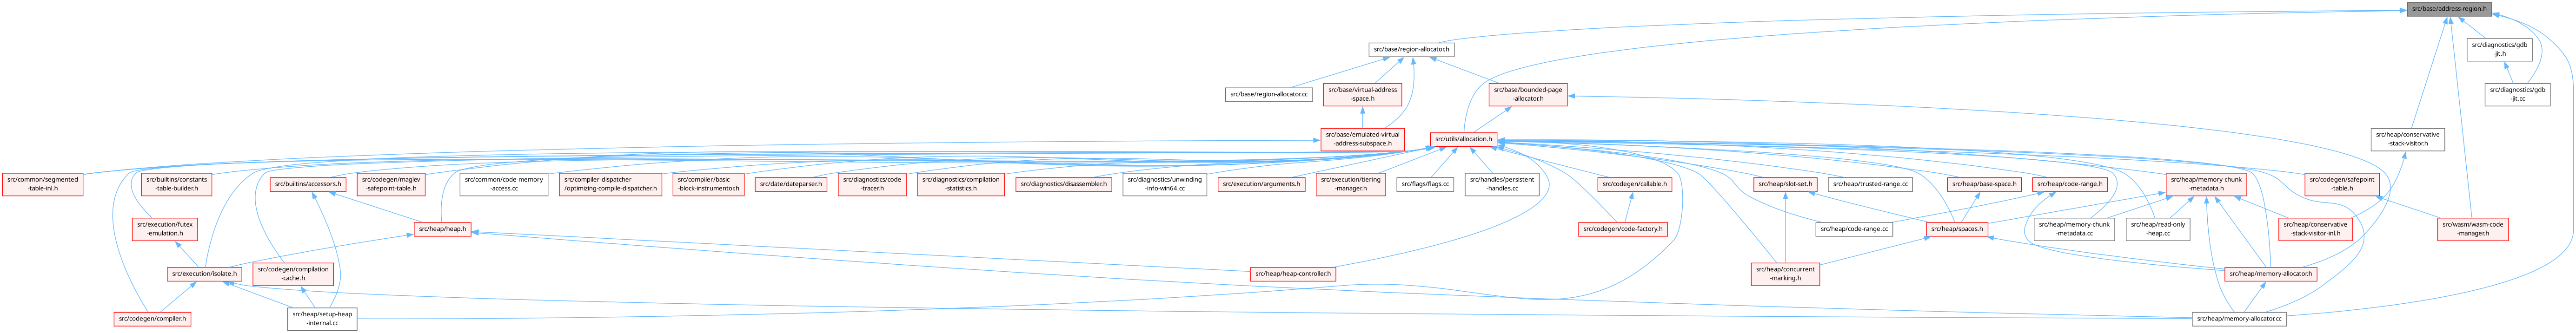 src/base/address-region.h
src/base/region-allocator.h
src/diagnostics/gdb
-jit.h
src/base/region-allocator.cc
src/base/virtual-address
-space.h
src/base/bounded-page
-allocator.h
src/diagnostics/gdb
-jit.cc
src/base/emulated-virtual
-address-subspace.h
src/utils/allocation.h
src/heap/conservative
-stack-visitor.h
src/common/segmented
-table-inl.h
src/builtins/constants
-table-builder.h
src/builtins/accessors.h
src/codegen/maglev
-safepoint-table.h
src/common/code-memory
-access.cc
src/compiler-dispatcher
/optimizing-compile-dispatcher.h
src/compiler/basic
-block-instrumentor.h
src/date/dateparser.h
src/diagnostics/code
-tracer.h
src/diagnostics/compilation
-statistics.h
src/diagnostics/disassembler.h
src/diagnostics/unwinding
-info-win64.cc
src/execution/arguments.h
src/execution/tiering
-manager.h
src/flags/flags.cc
src/handles/persistent
-handles.cc
src/codegen/callable.h
src/heap/slot-set.h
src/heap/trusted-range.cc
src/heap/base-space.h
src/heap/code-range.h
src/heap/memory-chunk
-metadata.h
src/codegen/safepoint
-table.h
src/execution/futex
-emulation.h
src/heap/heap.h
src/codegen/code-factory.h
src/heap/code-range.cc
src/heap/spaces.h
src/heap/memory-chunk
-metadata.cc
src/heap/read-only
-heap.cc
src/heap/conservative
-stack-visitor-inl.h
src/wasm/wasm-code
-manager.h
src/execution/isolate.h
src/codegen/compilation
-cache.h
src/heap/heap-controller.h
src/heap/concurrent
-marking.h
src/heap/memory-allocator.h
src/codegen/compiler.h
src/heap/setup-heap
-internal.cc
src/heap/memory-allocator.cc